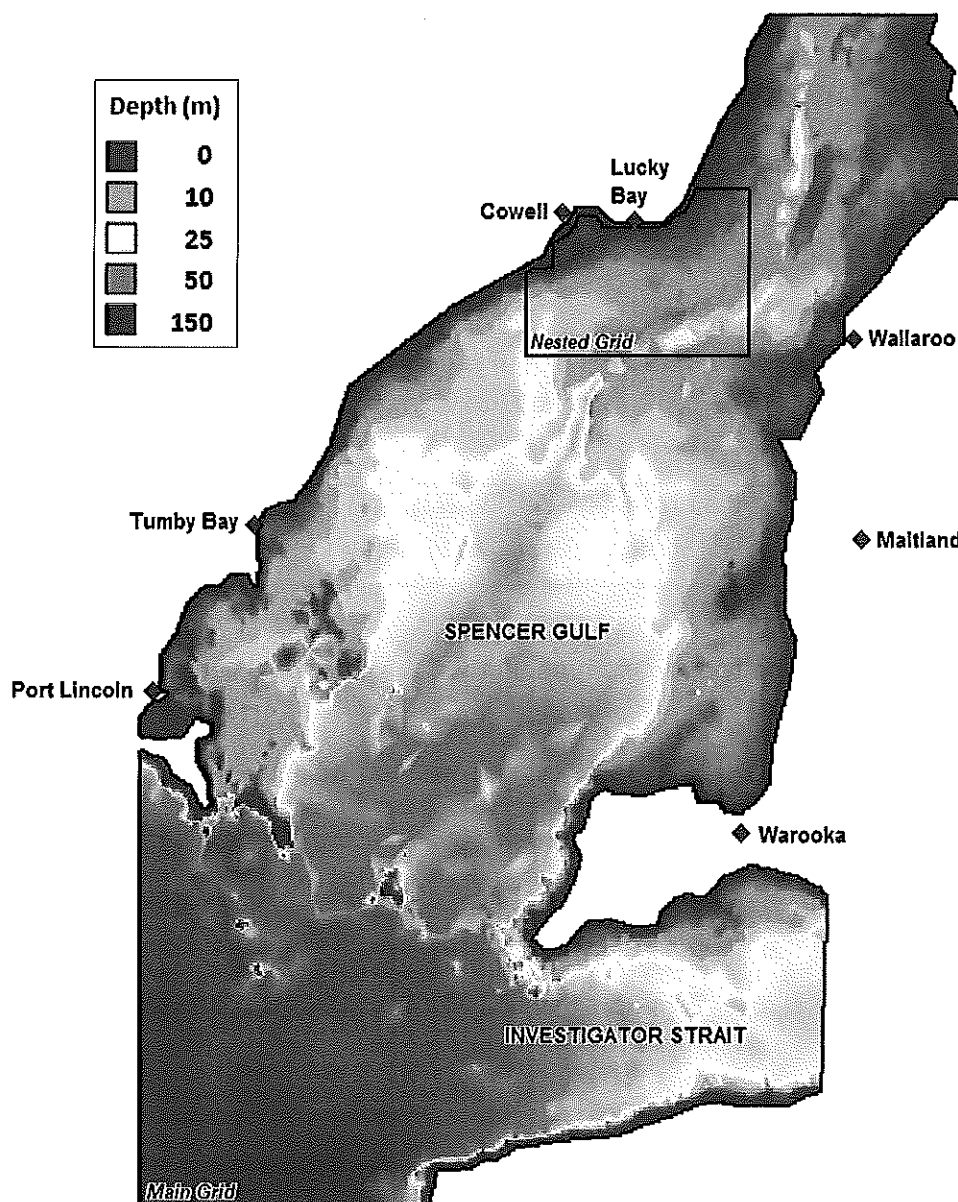 Depth (m)
0
10
25
50
150
Lucky
Bay
Cowell
Nested Grid
Wallaroo
Tumby Bay
Maitland
SPENCER GULF
Port Lincoln
Warooka
INVESTIGATOR STRAIT
Main Grid